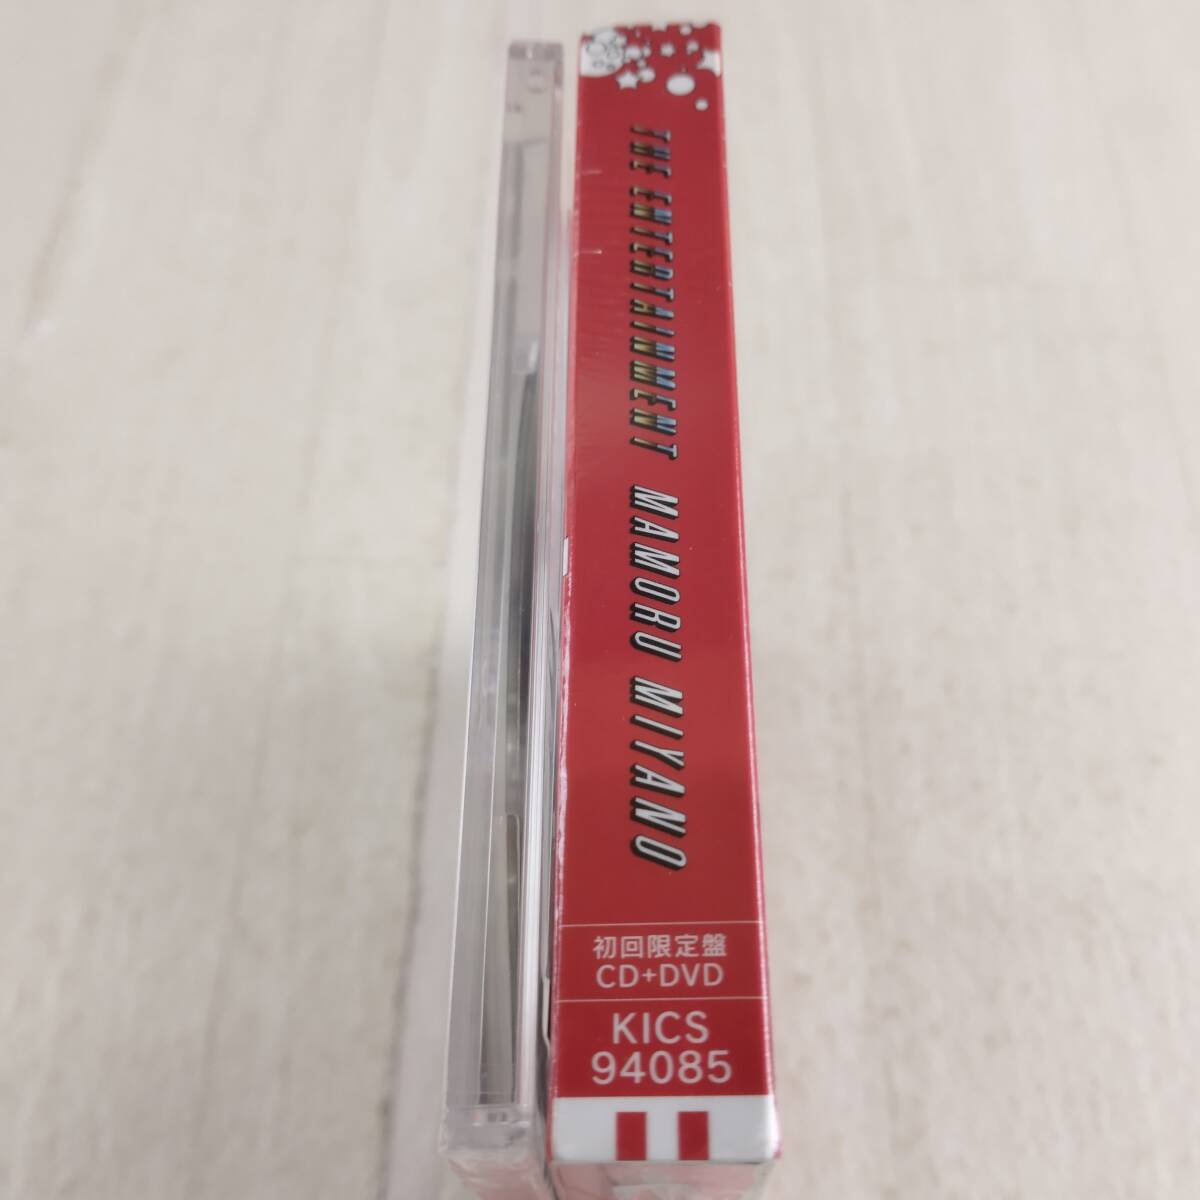 THE ENTERTAINMENT MAMORU MIYANO
初回限定盤
CD+DVD
KICS
94085